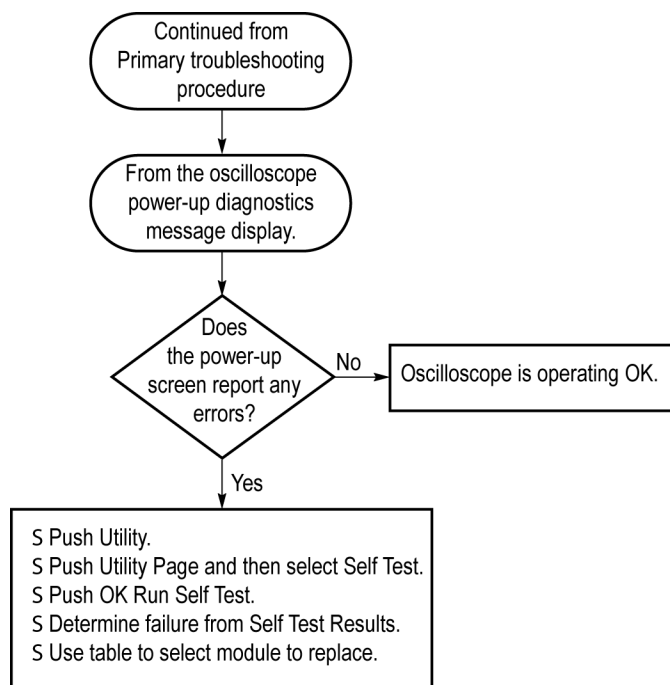 Continued from
Primary troubleshooting
procedure
From the oscilloscope
power-up diagnostics
message display.
Does
the power-up
screen report any
errors?
No
Oscilloscope is operating OK.
Yes
S Push Utility.
S Push Utility Page and then select Self Test.
S Push OK Run Self Test.
S Determine failure from Self Test Results.
S Use table to select module to replace.